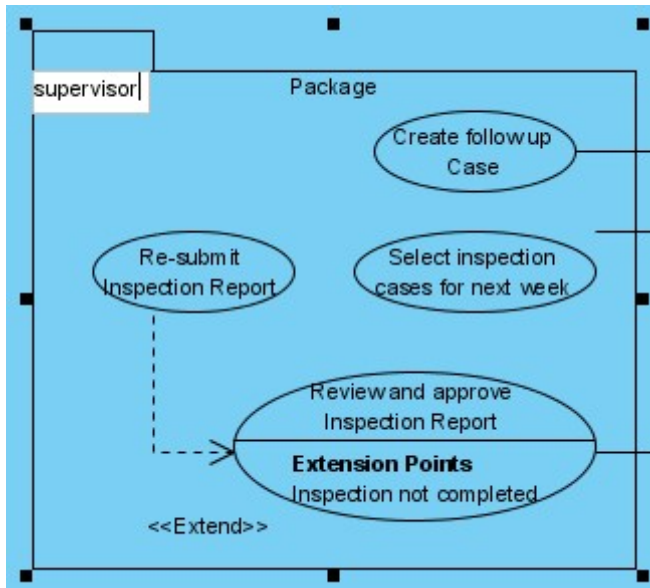 supervisor
Package
Create followup
Case
Re-submit
Inspection Report
Select inspection
cases for next week
Review and approve
Inspection Report
Extension Points
Inspection not completed
<<Extend>>